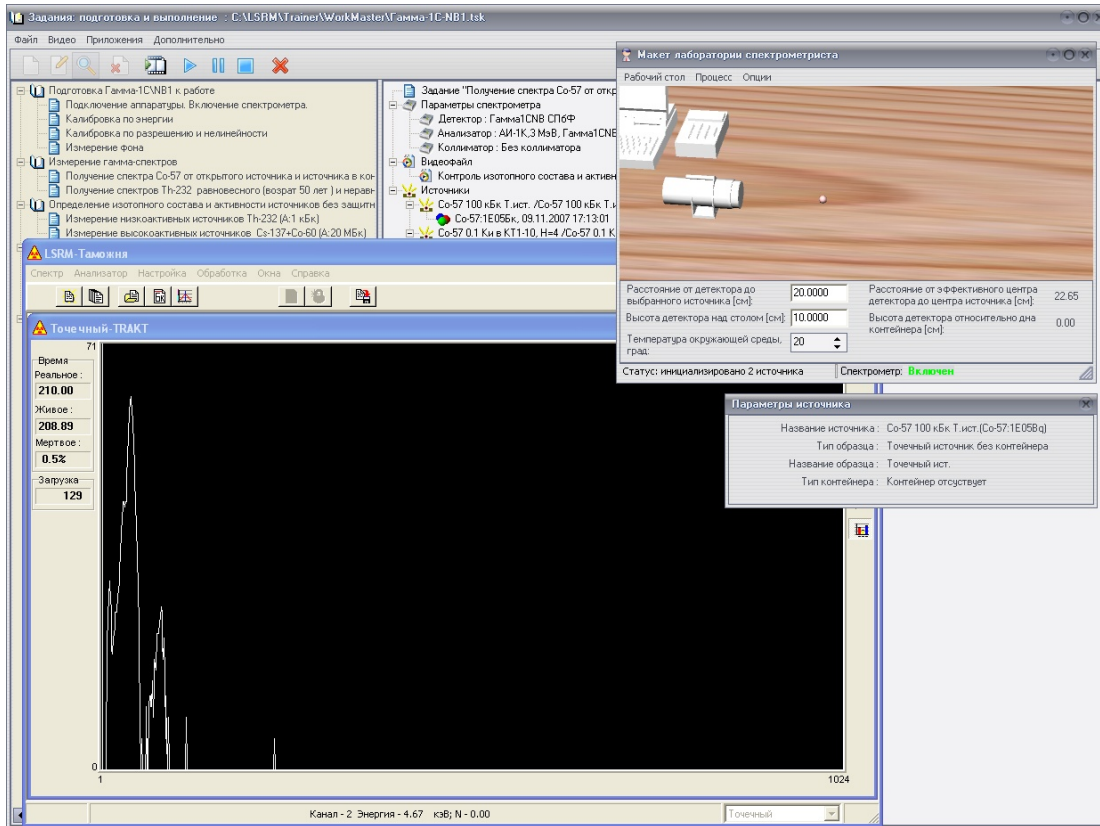 Задания: подготовка и выполнение : C:\LSRM\Trainer\WorkMaster\Гамма-1С-NB1.tsk
Файл Видео Приложения Дополнительно
Подготовка Гамма-1С\NB1 к работе
Подключение аппаратуры. Включение спектрометра.
Калибровка по энергии
Калибровка по разрешению и нелинейности
Измерение фона
Измерение гамма-спектров
Получение спектра Co-57 от открытого источника и источника в кон
Получение спектров Th-232 равновесного (возрат 50 лет ) и нерав
Определение изотопного состава и активности источников без защитн
Измерение низкоактивных источников Th-232 (А:1 кБк)
Измерение высокоактивных источников Cs-137+Co-60 (А:20 МБк)
Задание "Получение спектра Co-57 от откр
Параметры спектрометра
Детектор : Гамма1CNB СПбФ
Анализатор : АИ-1К,3 МэВ, Гамма1CNB
Коллиматор : Без коллиматора
Видеофайл
Контроль изотопного состава и активн
Источники
Co-57 100 кБк Т.ист. /Co-57 100 кБк Т.и
Co-57:1E05Бк, 09.11.2007 17:13:01
Co-57 0.1 Ки в КТ1-10, H=4 /Co-57 0.1 К
Макет лаборатории спектрометриста
Рабочий стол Процесс Опции
Расстояние от детектора до выбранного источника [см]: 20.0000
Расстояние от эффективного центра детектора до центра источника [см]: 22.65
Высота детектора над столом [см]: 10.0000
Высота детектора относительно дна контейнера [см]: 0.00
Температура окружающей среды, град: 20
Статус: инициализировано 2 источника
Спектрометр: Включен
Параметры источника
Название источника : Co-57 100 кБк Т.ист.(Co-57:1E05Bq)
Тип образца : Точечный источник без контейнера
Название образца : Точечный ист.
Тип контейнера : Контейнер отсуствует
LSRM-Таможня
Спектр Анализатор Настройка Обработка Окна Справка
Точечный-TRAKT
71
Время
Реальное :
210.00
Живое :
208.89
Мертвое :
0.5%
Загрузка
129
0
1
1024
Канал - 2 Энергия - 4.67 кэВ; N - 0.00
Точечный